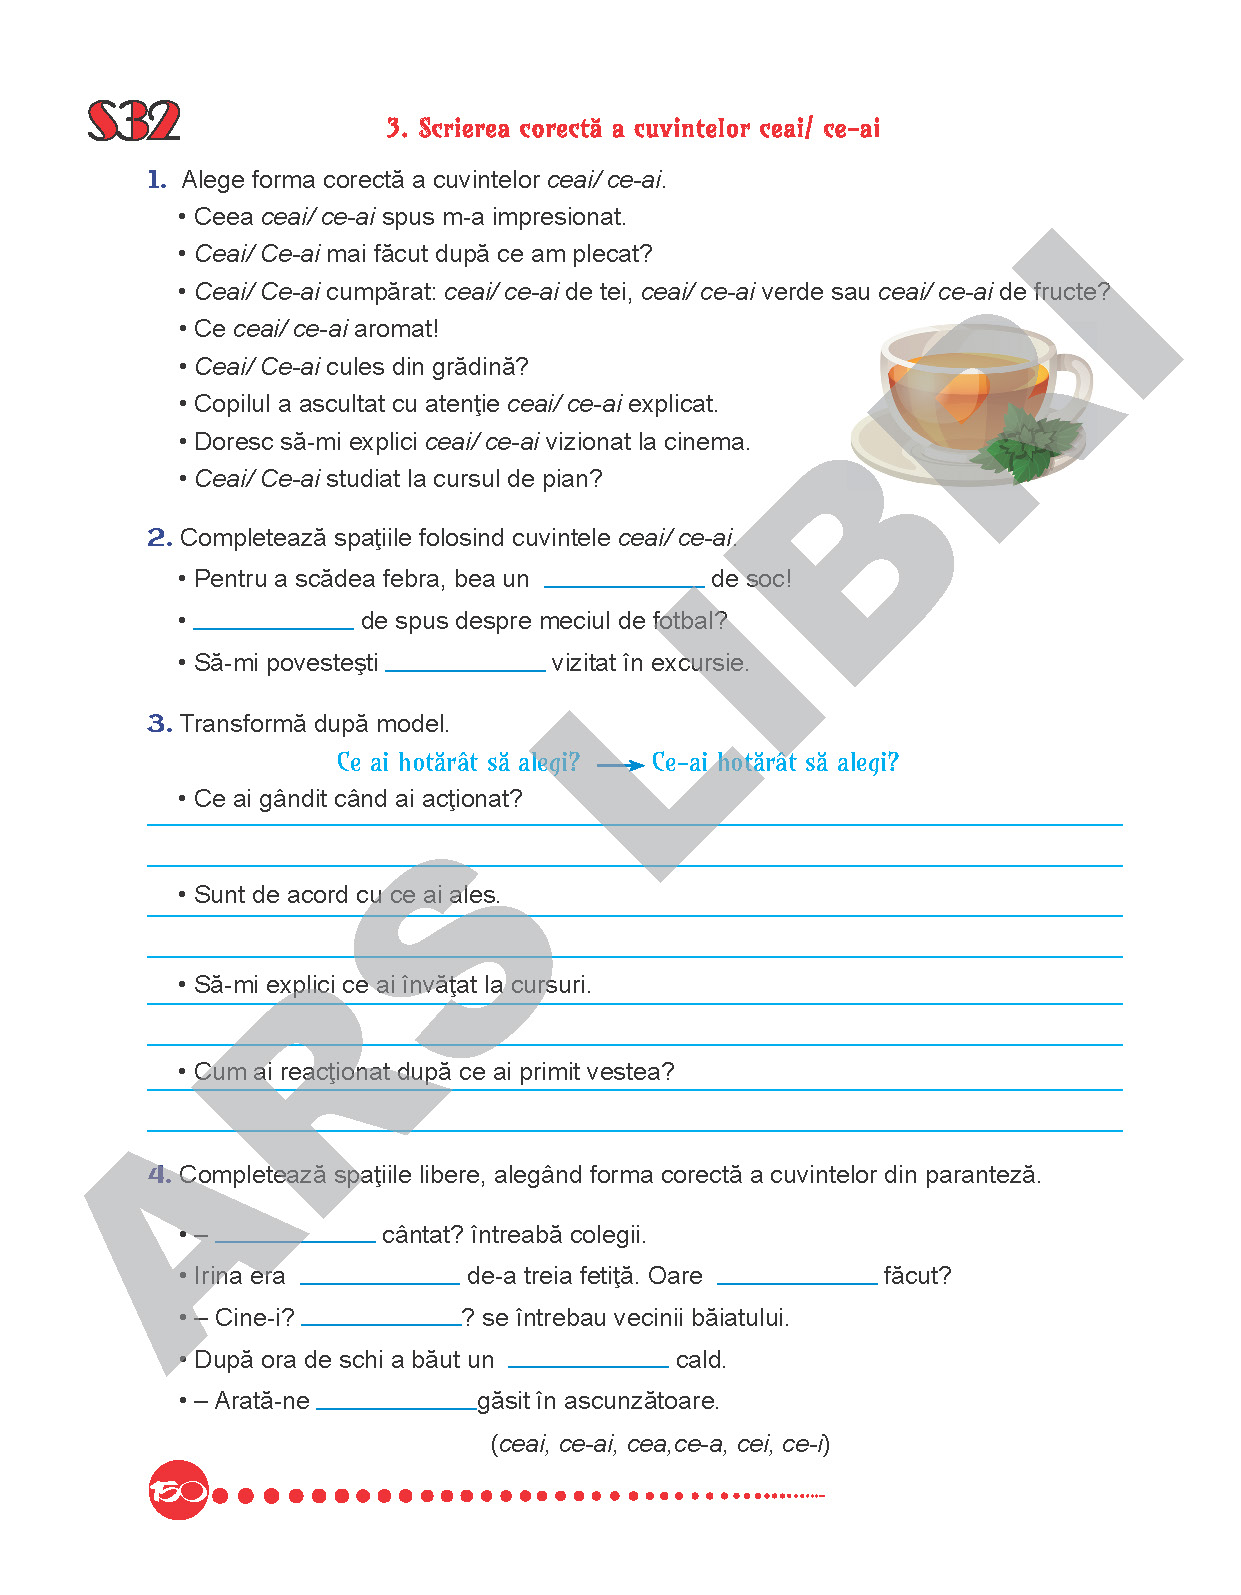 S32
3. Scrierea corectă a cuvintelor ceai/ ce-ai
1. Alege forma corectă a cuvintelor ceai/ ce-ai.
• Ceea ceai/ ce-ai spus m-a impresionat.
• Ceai/ Ce-ai mai făcut după ce am plecat?
• Ceai/ Ce-ai cumpărat: ceai/ ce-ai de tei, ceai/ ce-ai verde sau ceai/ ce-ai de fructe?
• Ce ceai/ ce-ai aromat!
• Ceai/ Ce-ai cules din grădină?
• Copilul a ascultat cu atenţie ceai/ ce-ai explicat.
• Doresc să-mi explici ceai/ ce-ai vizionat la cinema.
• Ceai/ Ce-ai studiat la cursul de pian?
2. Completează spaţiile folosind cuvintele ceai/ ce-ai.
• Pentru a scădea febra, bea un ____________ de soc!
• ____________ de spus despre meciul de fotbal?
• Să-mi povesteşti ____________ vizitat în excursie.
3. Transformă după model.
Ce ai hotărât să alegi? → Ce-ai hotărât să alegi?
• Ce ai gândit când ai acţionat?
• Sunt de acord cu ce ai ales.
• Să-mi explici ce ai învăţat la cursuri.
• Cum ai reacţionat după ce ai primit vestea?
4. Completează spaţiile libere, alegând forma corectă a cuvintelor din paranteză.
• – ____________ cântat? întreabă colegii.
• Irina era ____________ de-a treia fetiţă. Oare ____________ făcut?
• – Cine-i? ____________? se întrebau vecinii băiatului.
• După ora de schi a băut un ____________ cald.
• – Arată-ne ____________găsit în ascunzătoare.
(ceai, ce-ai, cea,ce-a, cei, ce-i)
150
ARS LIBRI